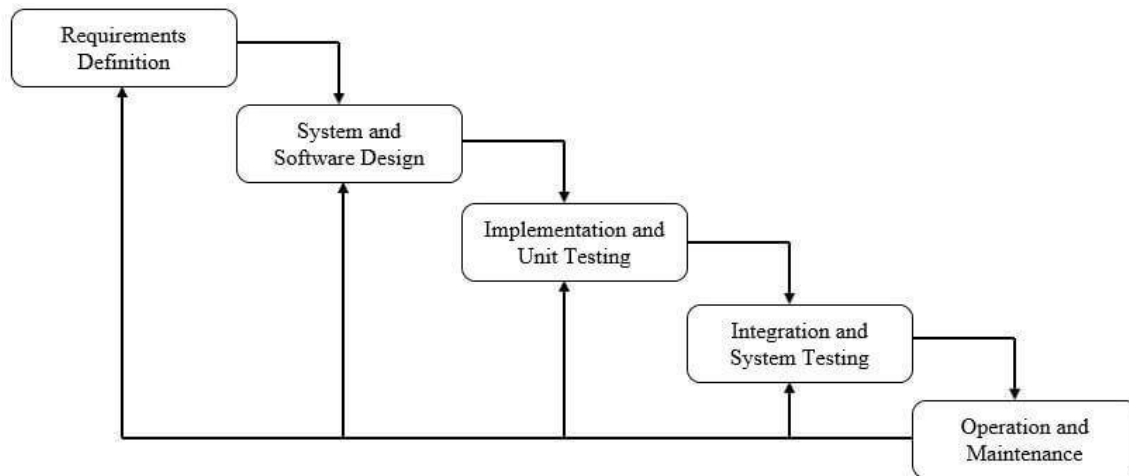 Requirements
Definition
System and
Software Design
Implementation and
Unit Testing
Integration and
System Testing
Operation and
Maintenance